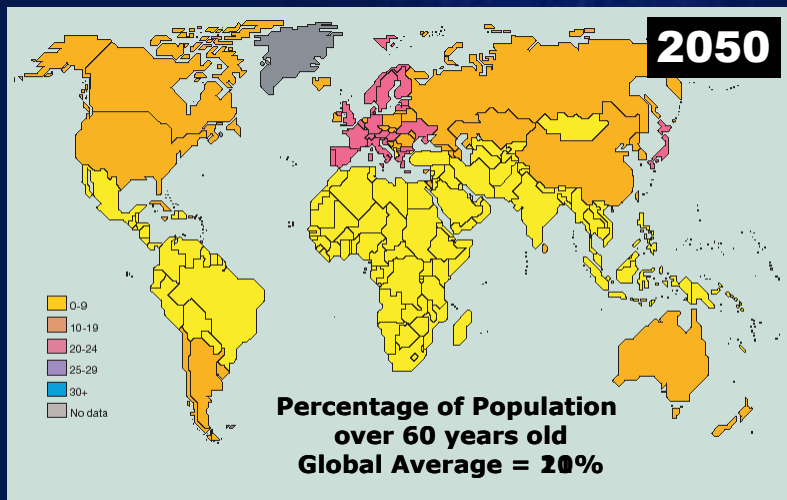 2050
0-9
10-19
20-24
25-29
30+
No data
Percentage of Population
over 60 years old
Global Average =